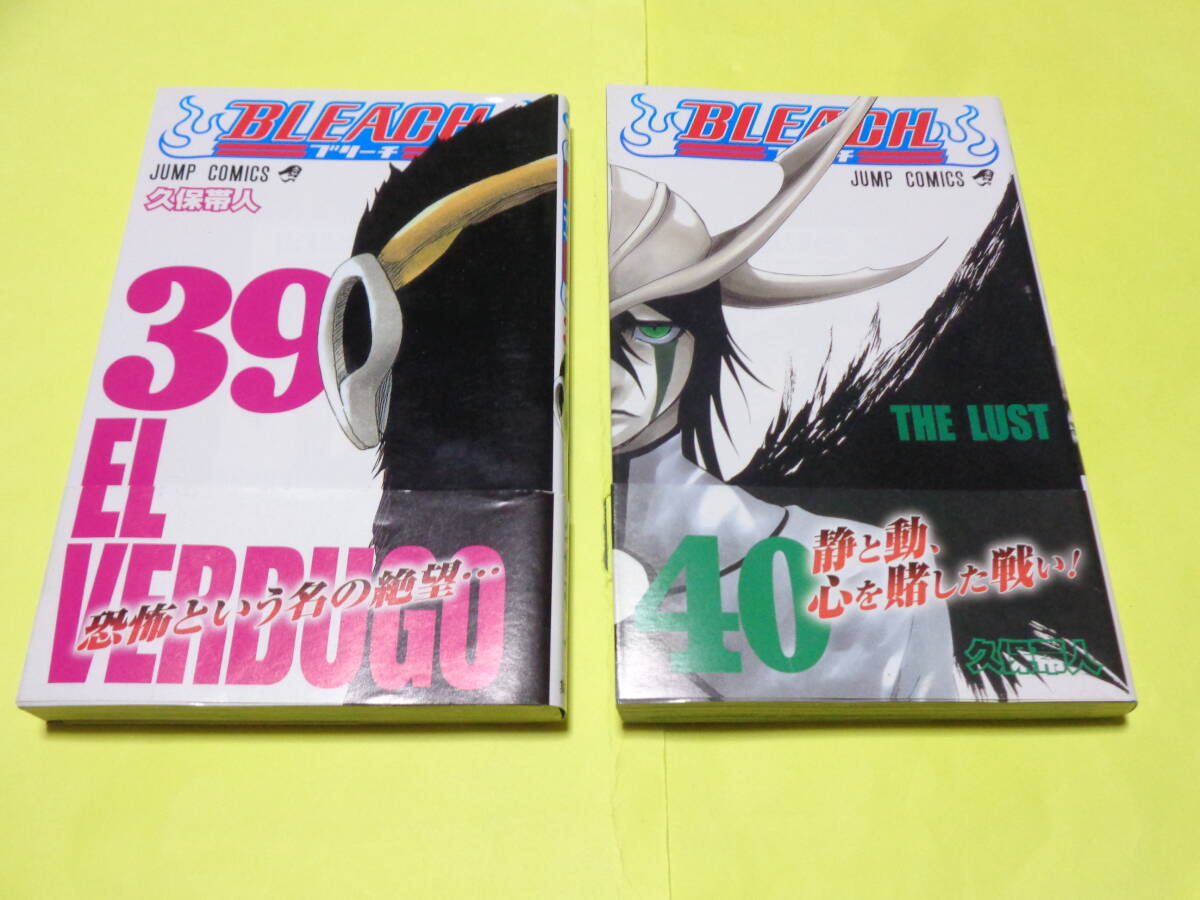 BLEACH
ブリーチ
JUMP COMICS
久保帯人
39
EL
VERDUGO
恐怖という名の絶望…
BLEACH
ブリーチ
JUMP COMICS
THE LUST
40
静と動、
心を賭した戦い!
久保帯人